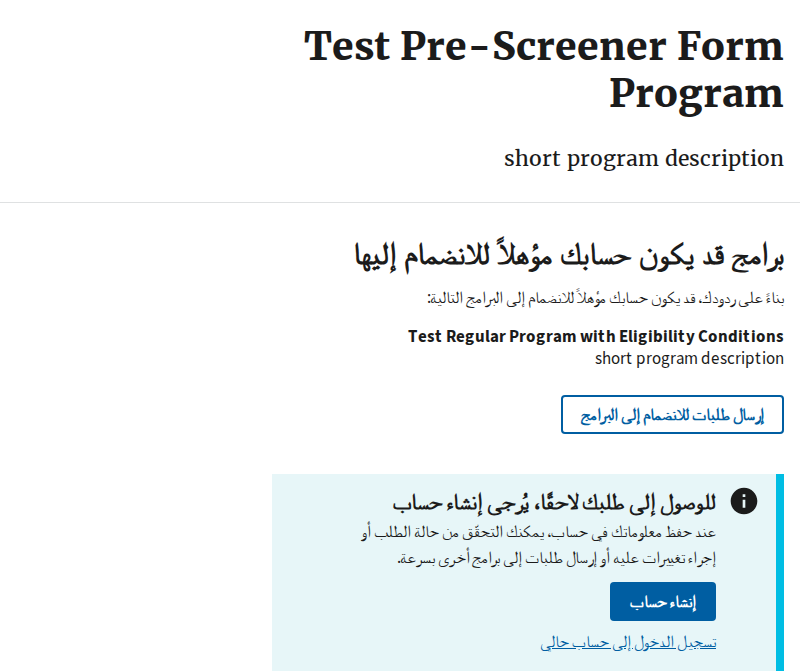 Test Pre-Screener Form
Program
short program description
برامج قد يكون حسابك مؤهلاً للانضمام إليها
بناءً على ردودك، قد يكون حسابك مؤهلاً للانضمام إلى البرامج التالية:
Test Regular Program with Eligibility Conditions
short program description
إرسال طلبات للانضمام إلى البرامج
للوصول إلى طلبك لاحقًا، يُرجى إنشاء حساب
عند حفظ معلوماتك في حساب، يمكنك التحقّق من حالة الطلب أو
إجراء تغييرات عليه أو إرسال طلبات إلى برامج أخرى بسرعة.
إنشاء حساب
تسجيل الدخول إلى حساب حالي